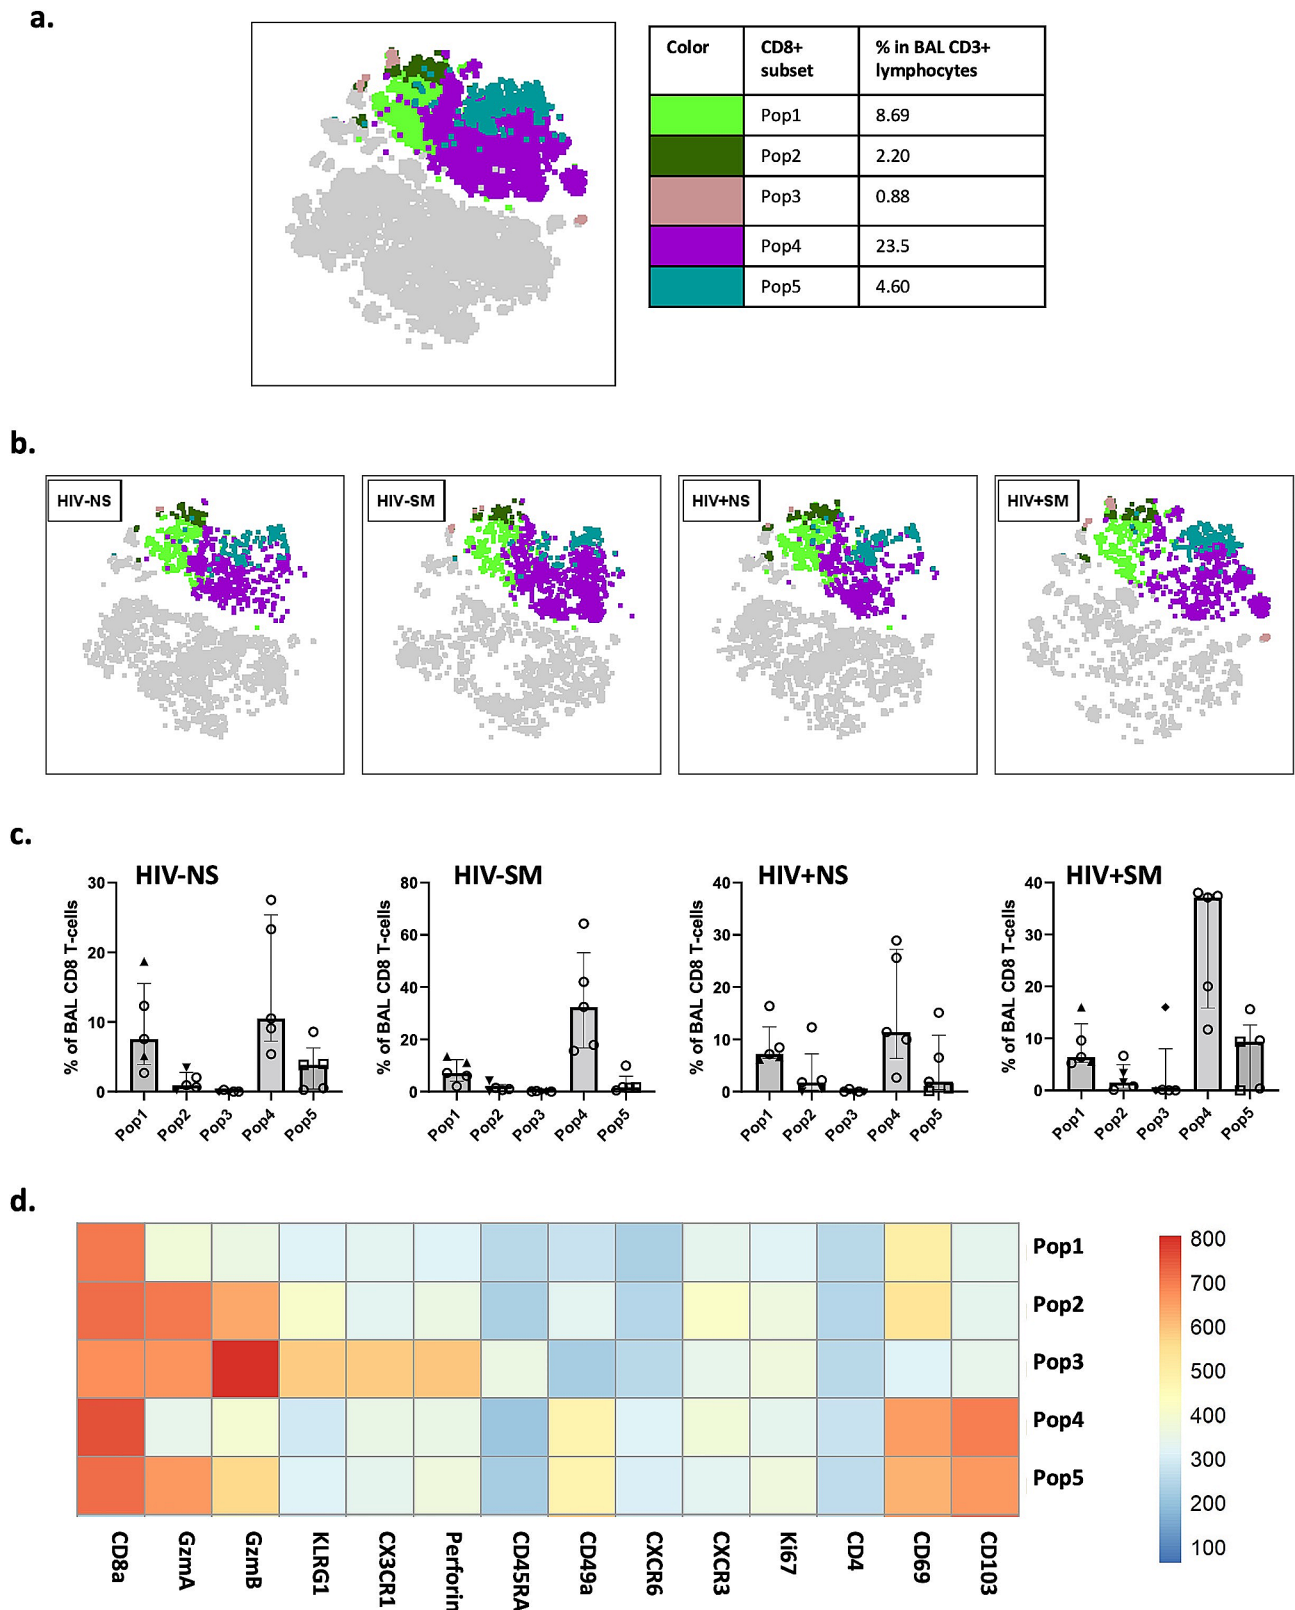 a.
Color CD8+ subset % in BAL CD3+ lymphocytes
Pop1 8.69
Pop2 2.20
Pop3 0.88
Pop4 23.5
Pop5 4.60
b.
HIV-NS
HIV-SM
HIV+NS
HIV+SM
c.
HIV-NS
% of BAL CD8 T-cells
30
20
10
0
Pop1 Pop2 Pop3 Pop4 Pop5
HIV-SM
% of BAL CD8 T-cells
80
60
40
20
0
Pop1 Pop2 Pop3 Pop4 Pop5
HIV+NS
% of BAL CD8 T-cells
40
30
20
10
0
Pop1 Pop2 Pop3 Pop4 Pop5
HIV+SM
% of BAL CD8 T-cells
40
30
20
10
0
Pop1 Pop2 Pop3 Pop4 Pop5
d.
Pop1
Pop2
Pop3
Pop4
Pop5
CD8a GzmA GzmB KLRG1 CX3CR1 Perforin CD45RA CD49a CXCR6 CXCR3 Ki67 CD4 CD69 CD103
800
700
600
500
400
300
200
100